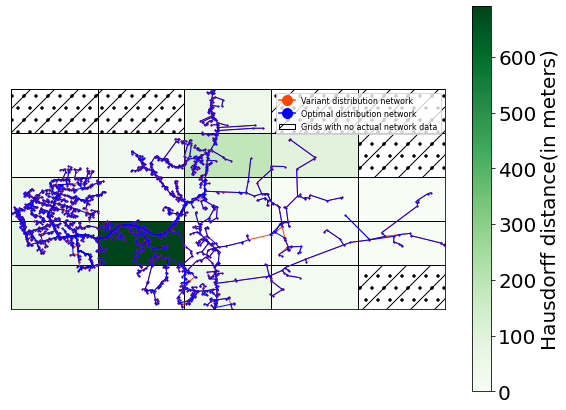 Variant distribution network
Optimal distribution network
Grids with no actual network data
600
500
400
300
200
100
0
Hausdorff distance(in meters)